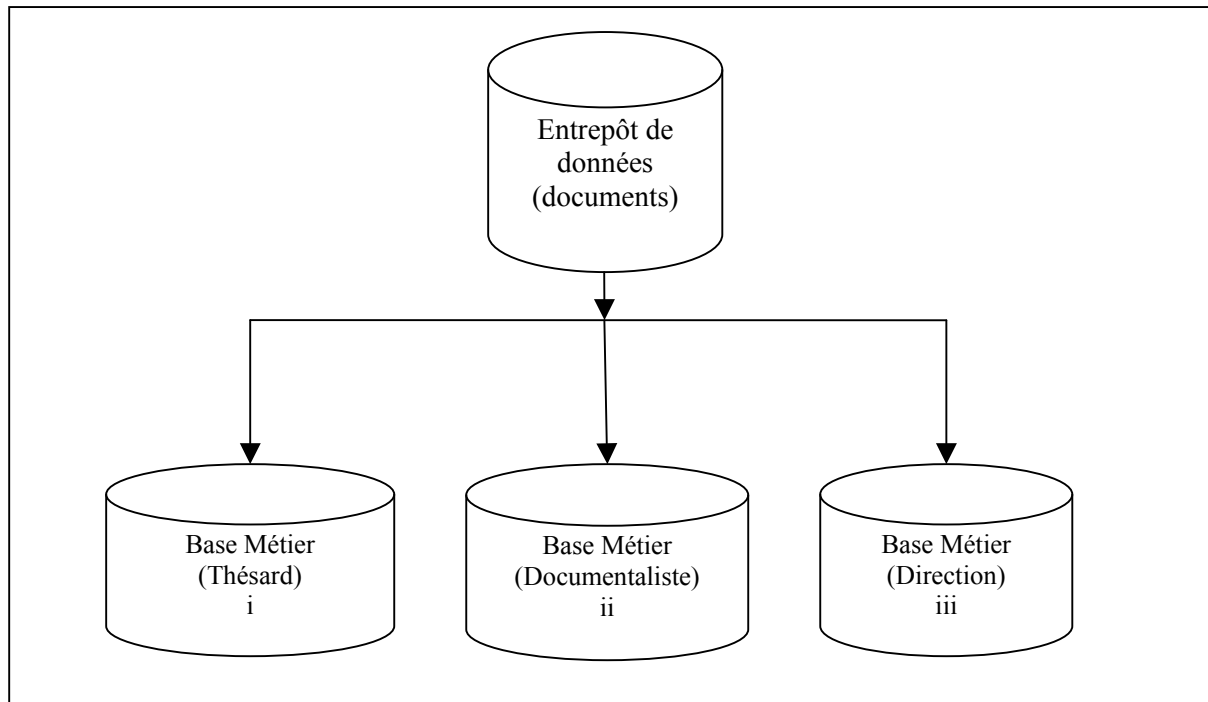 Entrepôt de
données
(documents)
Base Métier
(Thésard)
i
Base Métier
(Documentaliste)
ii
Base Métier
(Direction)
iii